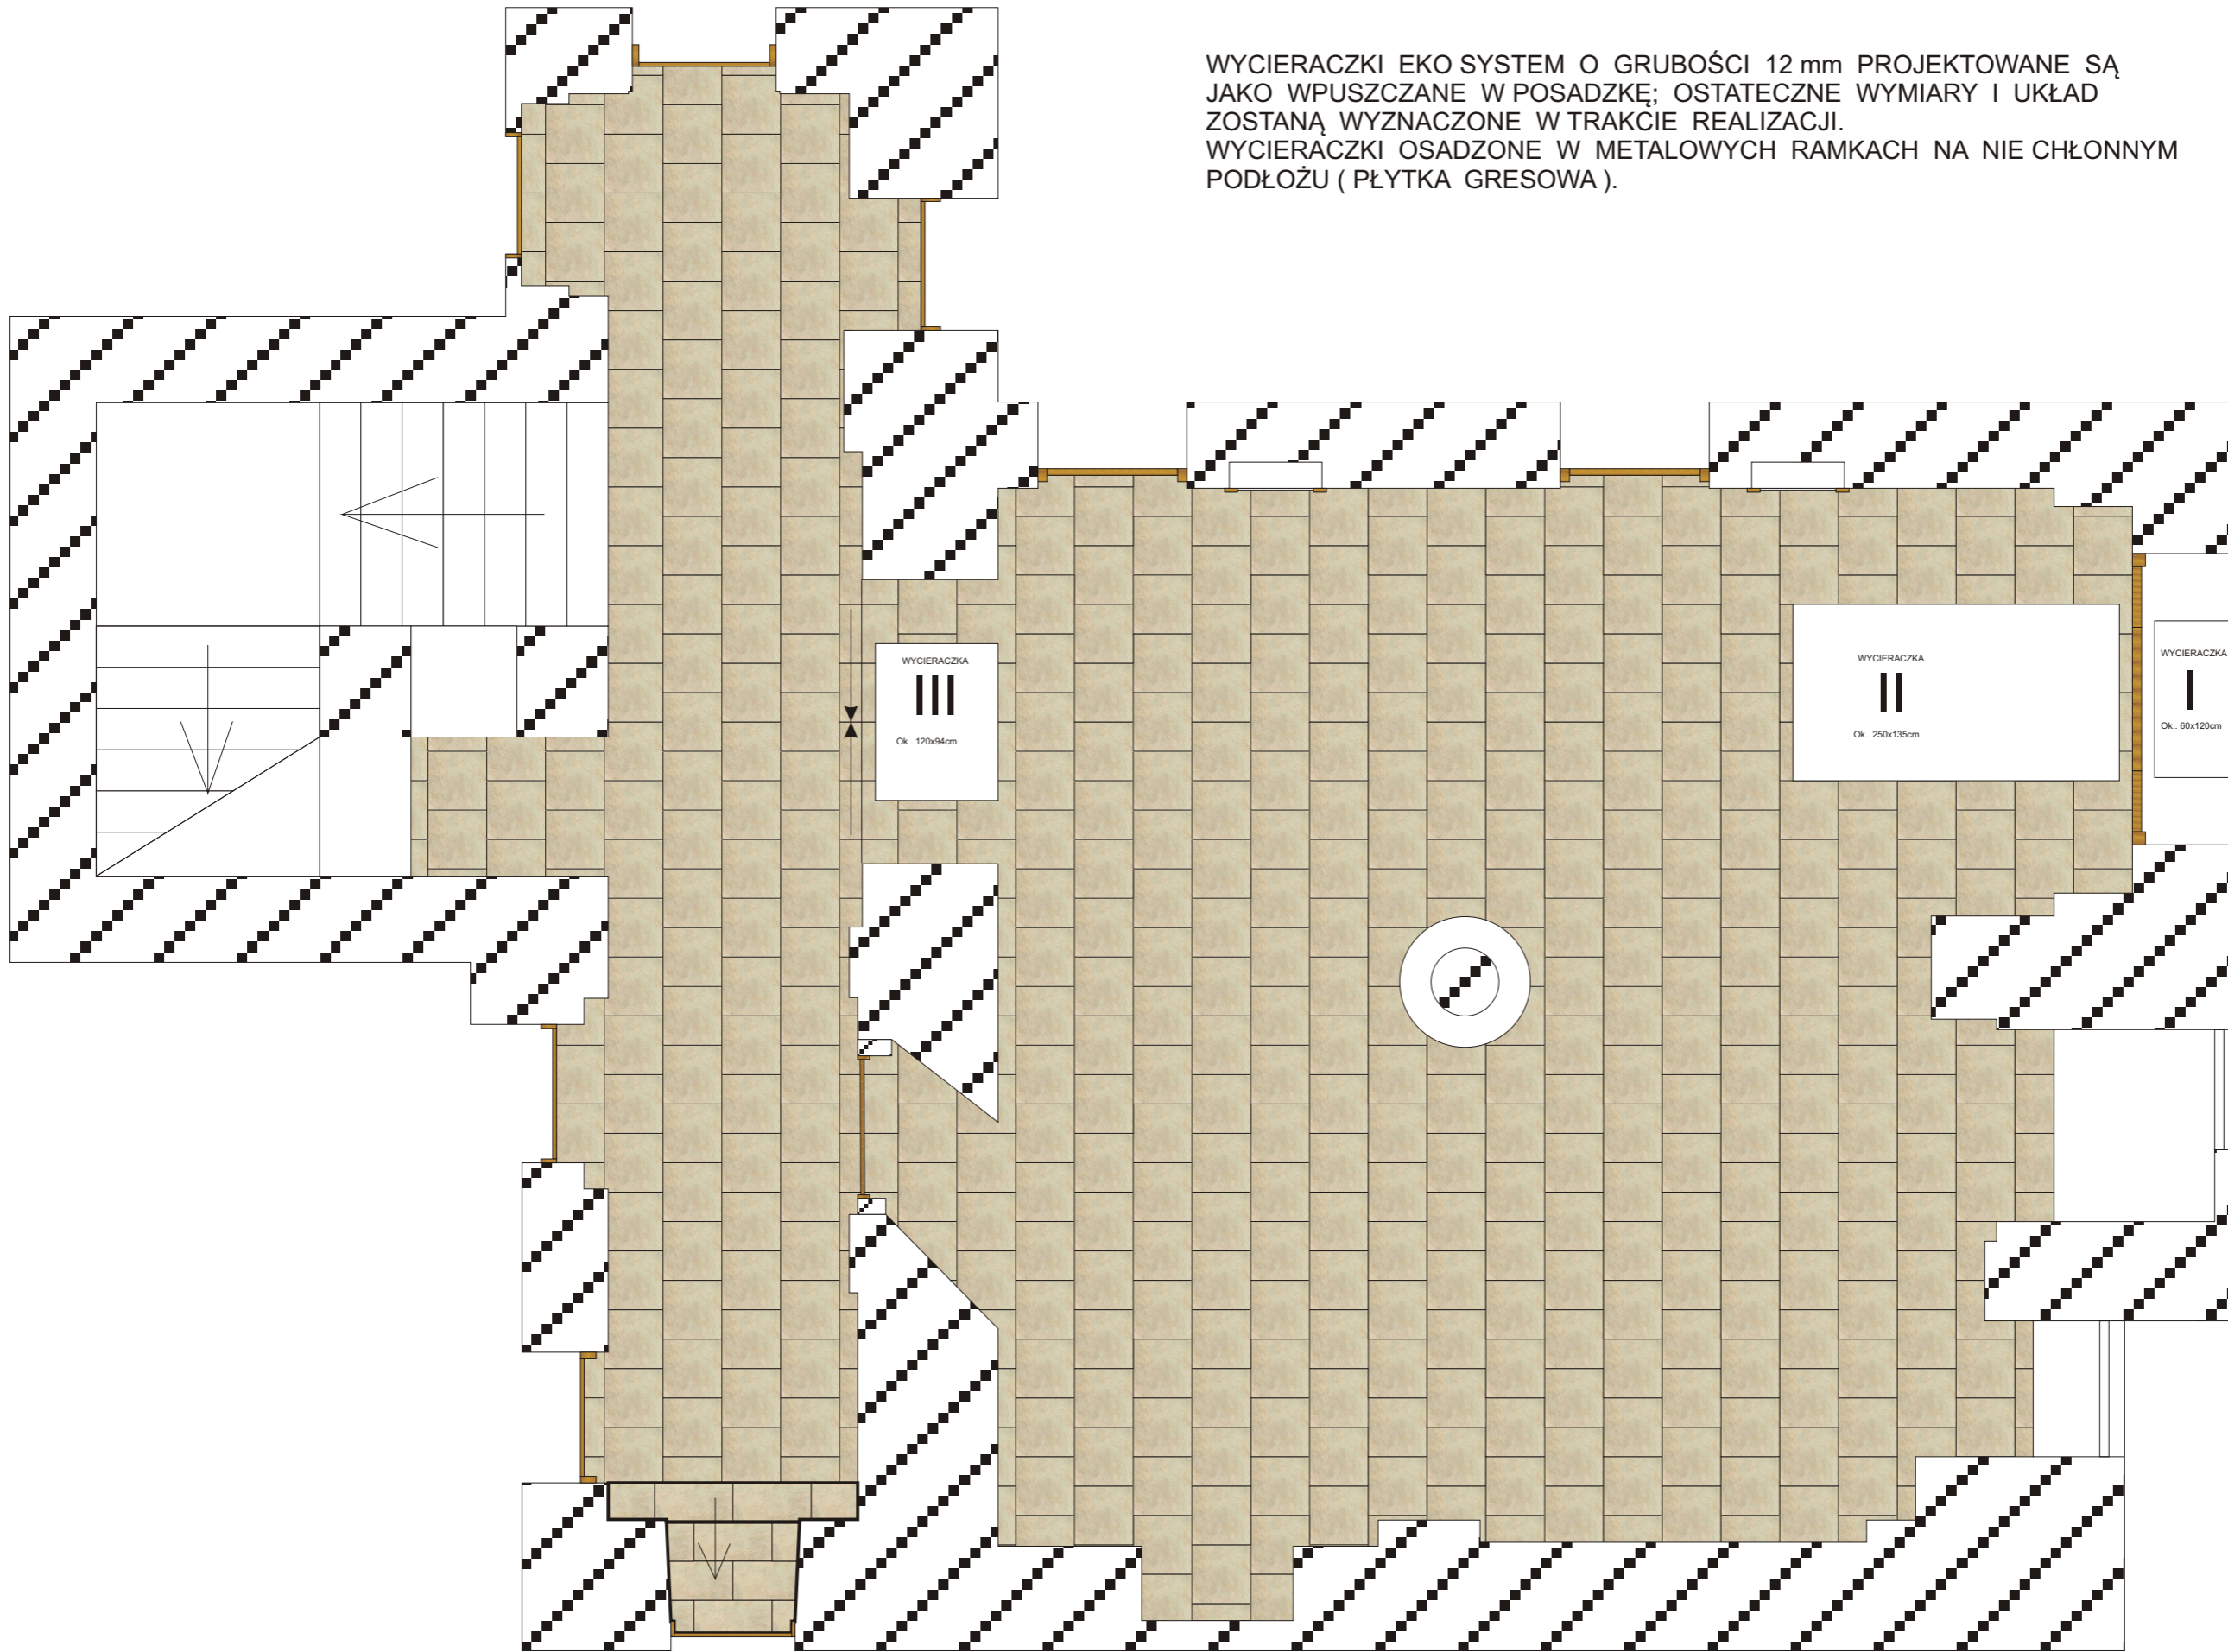 WYCIERACZKI EKO SYSTEM O GRUBOŚCI 12 mm PROJEKTOWANE SĄ
JAKO WPUSZCZANE W POSADZKĘ; OSTATECZNE WYMIARY I UKŁAD
ZOSTANĄ WYZNACZONE W TRAKCIE REALIZACJI.
WYCIERACZKI OSADZONE W METALOWYCH RAMKACH NA NIE CHŁONNYM
PODŁOŻU ( PŁYTKA GRESOWA ).
WYCIERACZKA
III
Ok.. 120x94cm
WYCIERACZKA
II
Ok.. 250x135cm
WYCIERACZKA
I
Ok.. 60x120cm